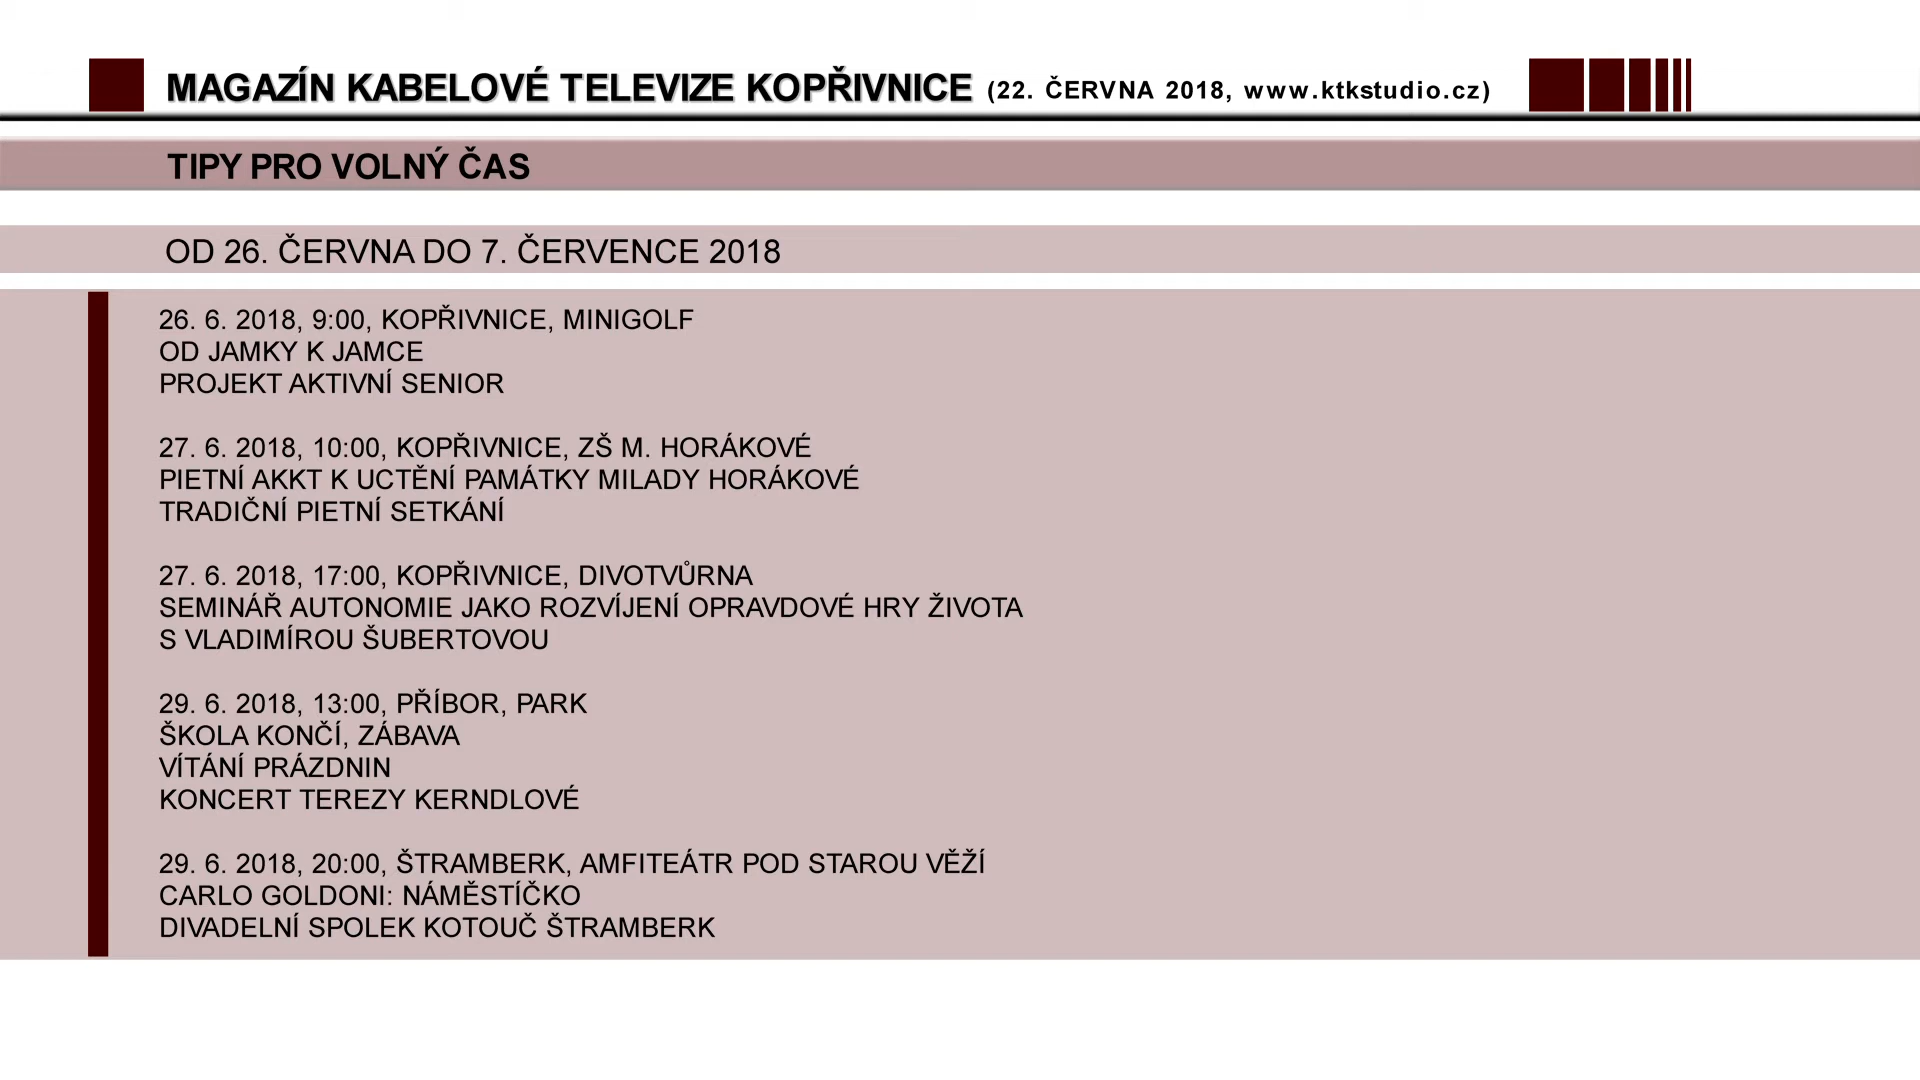 MAGAZÍN KABELOVÉ TELEVIZE KOPŘIVNICE (22. ČERVNA 2018, www.ktkstudio.cz)
TIPY PRO VOLNÝ ČAS
OD 26. ČERVNA DO 7. ČERVENCE 2018
26. 6. 2018, 9:00, KOPŘIVNICE, MINIGOLF
OD JAMKY K JAMCE
PROJEKT AKTIVNÍ SENIOR
27. 6. 2018, 10:00, KOPŘIVNICE, ZŠ M. HORÁKOVÉ
PIETNÍ AKKT K UCTĚNÍ PAMÁTKY MILADY HORÁKOVÉ
TRADIČNÍ PIETNÍ SETKÁNÍ
27. 6. 2018, 17:00, KOPŘIVNICE, DIVOTVŮRNA
SEMINÁŘ AUTONOMIE JAKO ROZVÍJENÍ OPRAVDOVÉ HRY ŽIVOTA
S VLADIMÍROU ŠUBERTOVOU
29. 6. 2018, 13:00, PŘÍBOR, PARK
ŠKOLA KONČÍ, ZÁBAVA
VÍTÁNÍ PRÁZDNIN
KONCERT TEREZY KERNDLOVÉ
29. 6. 2018, 20:00, ŠTRAMBERK, AMFITEÁTR POD STAROU VĚŽÍ
CARLO GOLDONI: NÁMĚSTÍČKO
DIVADELNÍ SPOLEK KOTOUČ ŠTRAMBERK